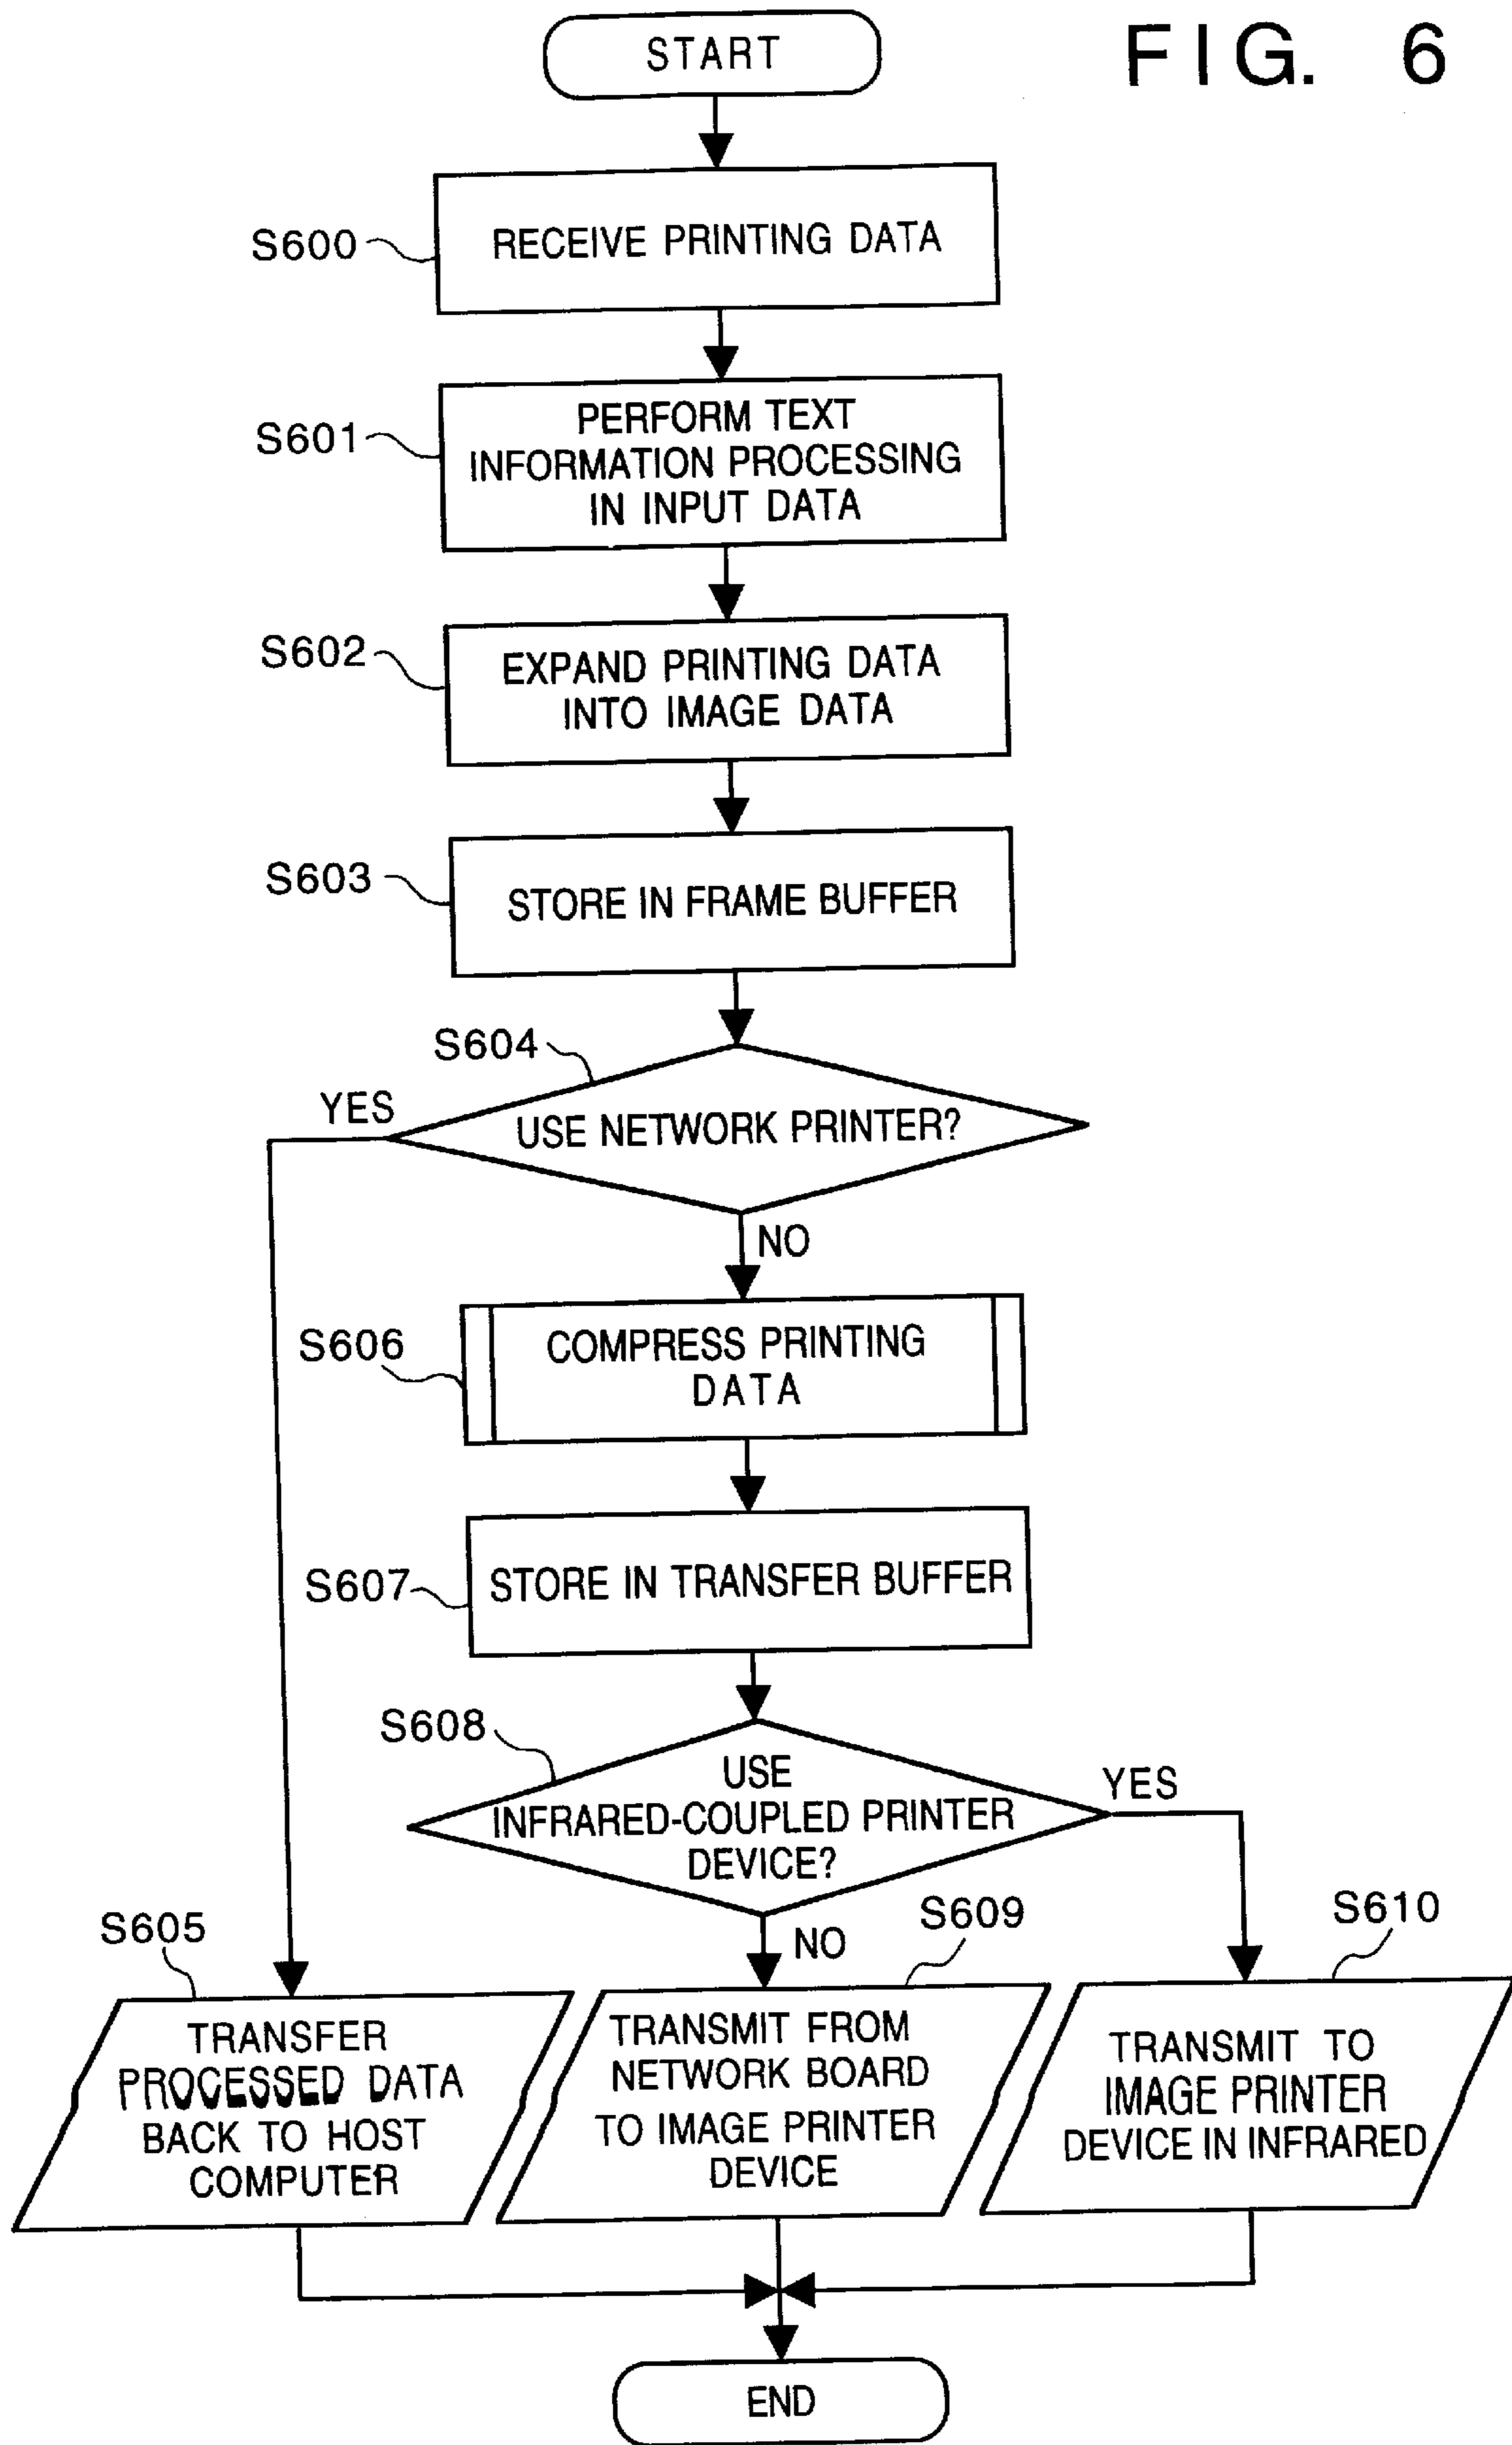 START
FIG. 6
S600
RECEIVE PRINTING DATA
S601
PERFORM TEXT
INFORMATION PROCESSING
IN INPUT DATA
S602
EXPAND PRINTING DATA
INTO IMAGE DATA
S603
STORE IN FRAME BUFFER
S604
YES
USE NETWORK PRINTER?
NO
S606
COMPRESS PRINTING
DATA
S607
STORE IN TRANSFER BUFFER
S608
USE
INFRARED-COUPLED PRINTER
DEVICE?
YES
NO
S605
TRANSFER
PROCESSED DATA
BACK TO HOST
COMPUTER
S609
TRANSMIT FROM
NETWORK BOARD
TO IMAGE PRINTER
DEVICE
S610
TRANSMIT TO
IMAGE PRINTER
DEVICE IN INFRARED
END